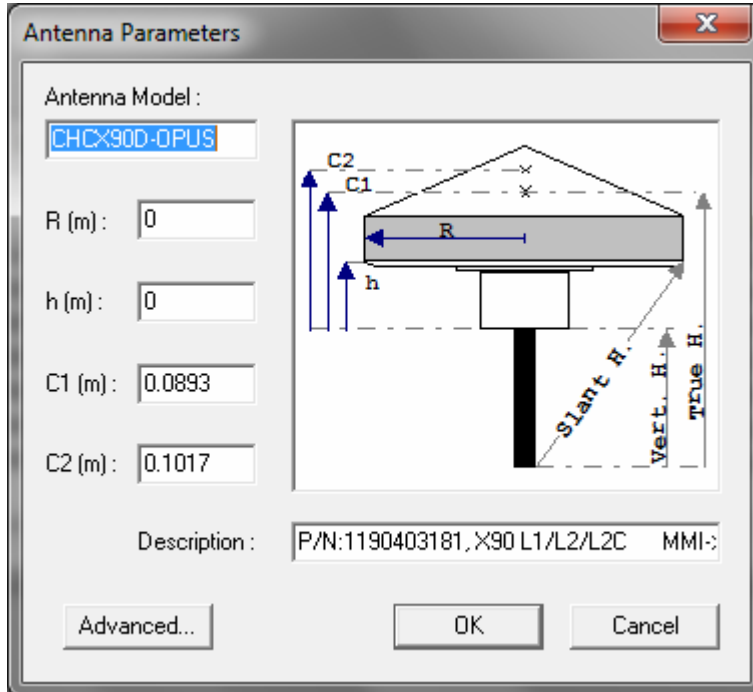 Antenna Parameters
Antenna Model :
CHCX90D-OPUS
R (m) : 0
h (m) : 0
C1 (m) : 0.0893
C2 (m) : 0.1017
C2
C1
R
h
Slant H.
Vert. H.
True H.
Description : P/N:1190403181, X90 L1/L2/L2C MMI-
Advanced... OK Cancel